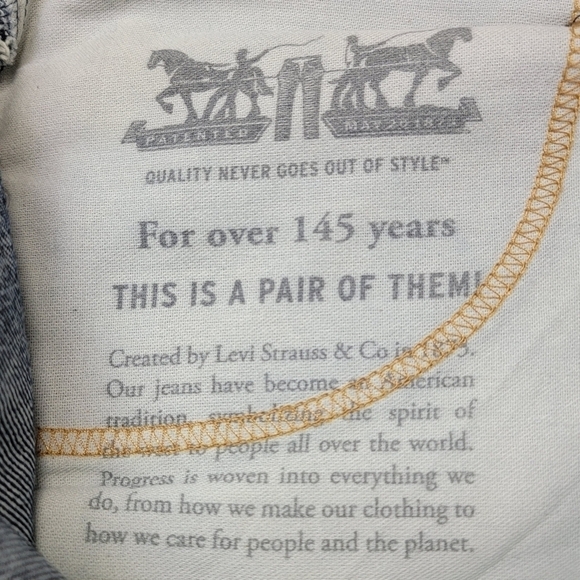 PATENTED MAY 20 1873
QUALITY NEVER GOES OUT OF STYLE™
For over 145 years
THIS IS A PAIR OF THEM!
Created by Levi Strauss & Co in 1873.
Our jeans have become an American
tradition, symbolizing the spirit of
the west to people all over the world.
Progress is woven into everything we
do, from how we make our clothing to
how we care for people and the planet.